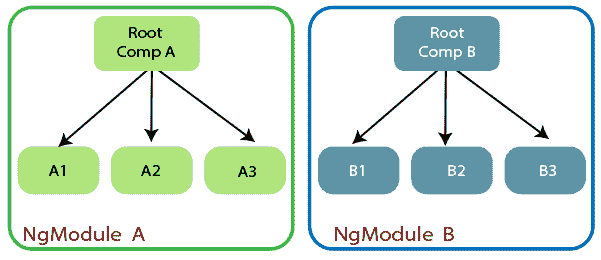 Root
Comp A
A1
A2
A3
NgModule A
Root
Comp B
B1
B2
B3
NgModule B